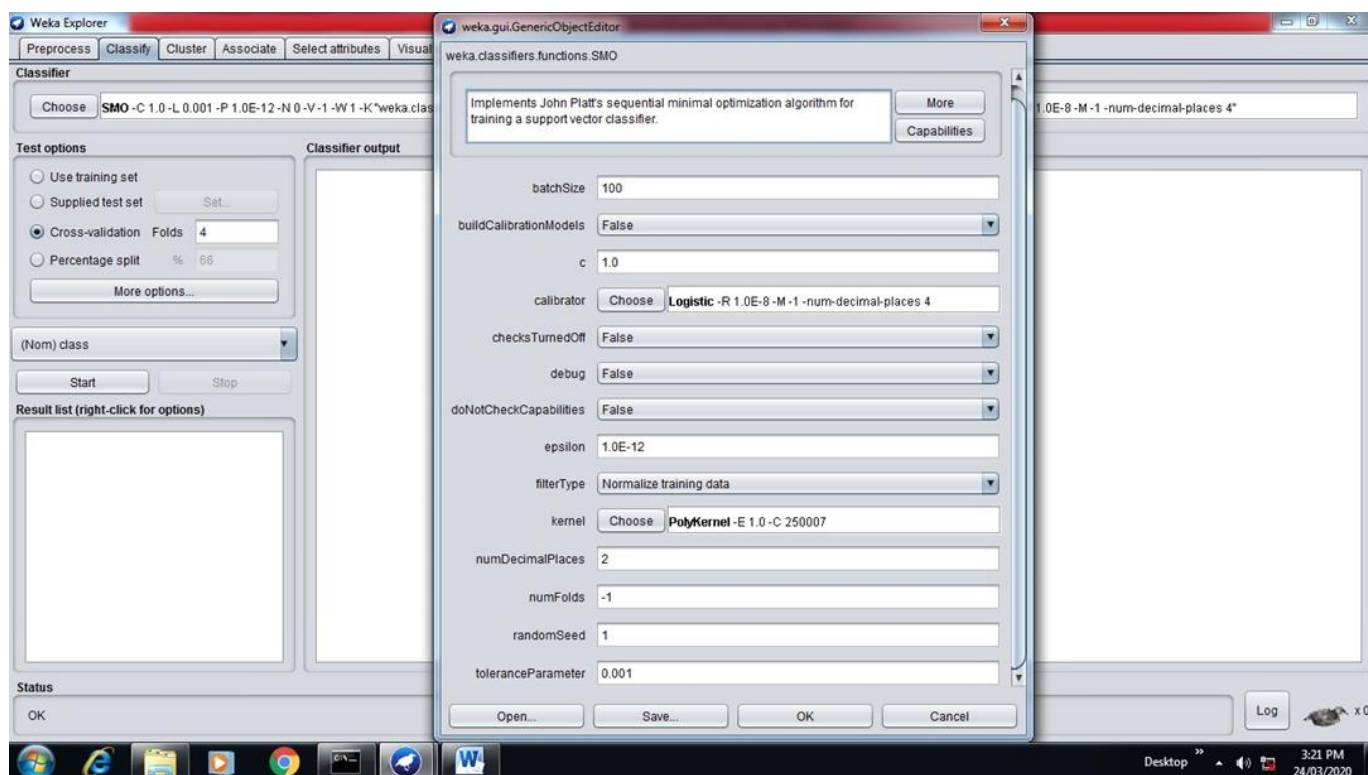 Weka Explorer
Preprocess Classify Cluster Associate Select attributes Visual
Classifier
Choose SMO -C 1.0 -L 0.001 -P 1.0E-12 -N 0 -V -1 -W 1 -K "weka.clas
1.0E-8 -M -1 -num-decimal-places 4"
Test options
Use training set
Supplied test set Set...
Cross-validation Folds 4
Percentage split % 66
More options...
(Nom) class
Start Stop
Result list (right-click for options)
Classifier output
weka.gui.GenericObjectEditor
weka.classifiers.functions.SMO
Implements John Platt's sequential minimal optimization algorithm for
training a support vector classifier.
More
Capabilities
batchSize 100
buildCalibrationModels False
c 1.0
calibrator Choose Logistic -R 1.0E-8 -M -1 -num-decimal-places 4
checksTurnedOff False
debug False
doNotCheckCapabilities False
epsilon 1.0E-12
filterType Normalize training data
kernel Choose PolyKernel -E 1.0 -C 250007
numDecimalPlaces 2
numFolds -1
randomSeed 1
toleranceParameter 0.001
Open... Save... OK Cancel
Status
OK
Log x 0
Desktop
3:21 PM
24/03/2020